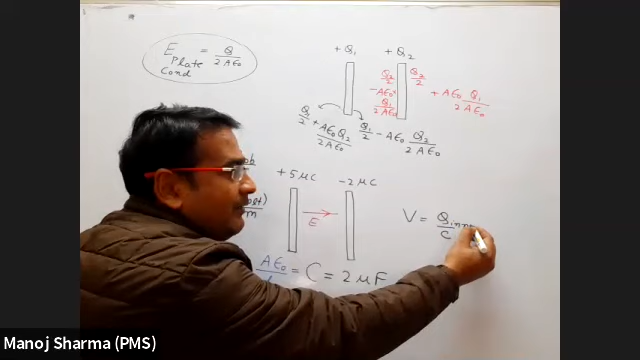 E Plate Cond = Q / 2Aε₀
+Q₁ +Q₂
Q₂/2 - Aε₀× Q₁/2Aε₀
Q₂/2 + Aε₀ Q₁/2Aε₀
Q/2 + Aε₀Q₂/2Aε₀
Q₁/2 - Aε₀ Q₂/2Aε₀
+5μC -2μC
E
V = Qinn / C
Aε₀ = C = 2μF
Manoj Sharma (PMS)